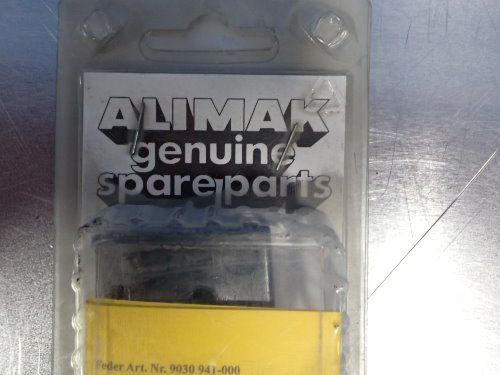 ALIMAK
genuine
spareparts
Feder Art. Nr. 9030 941-000